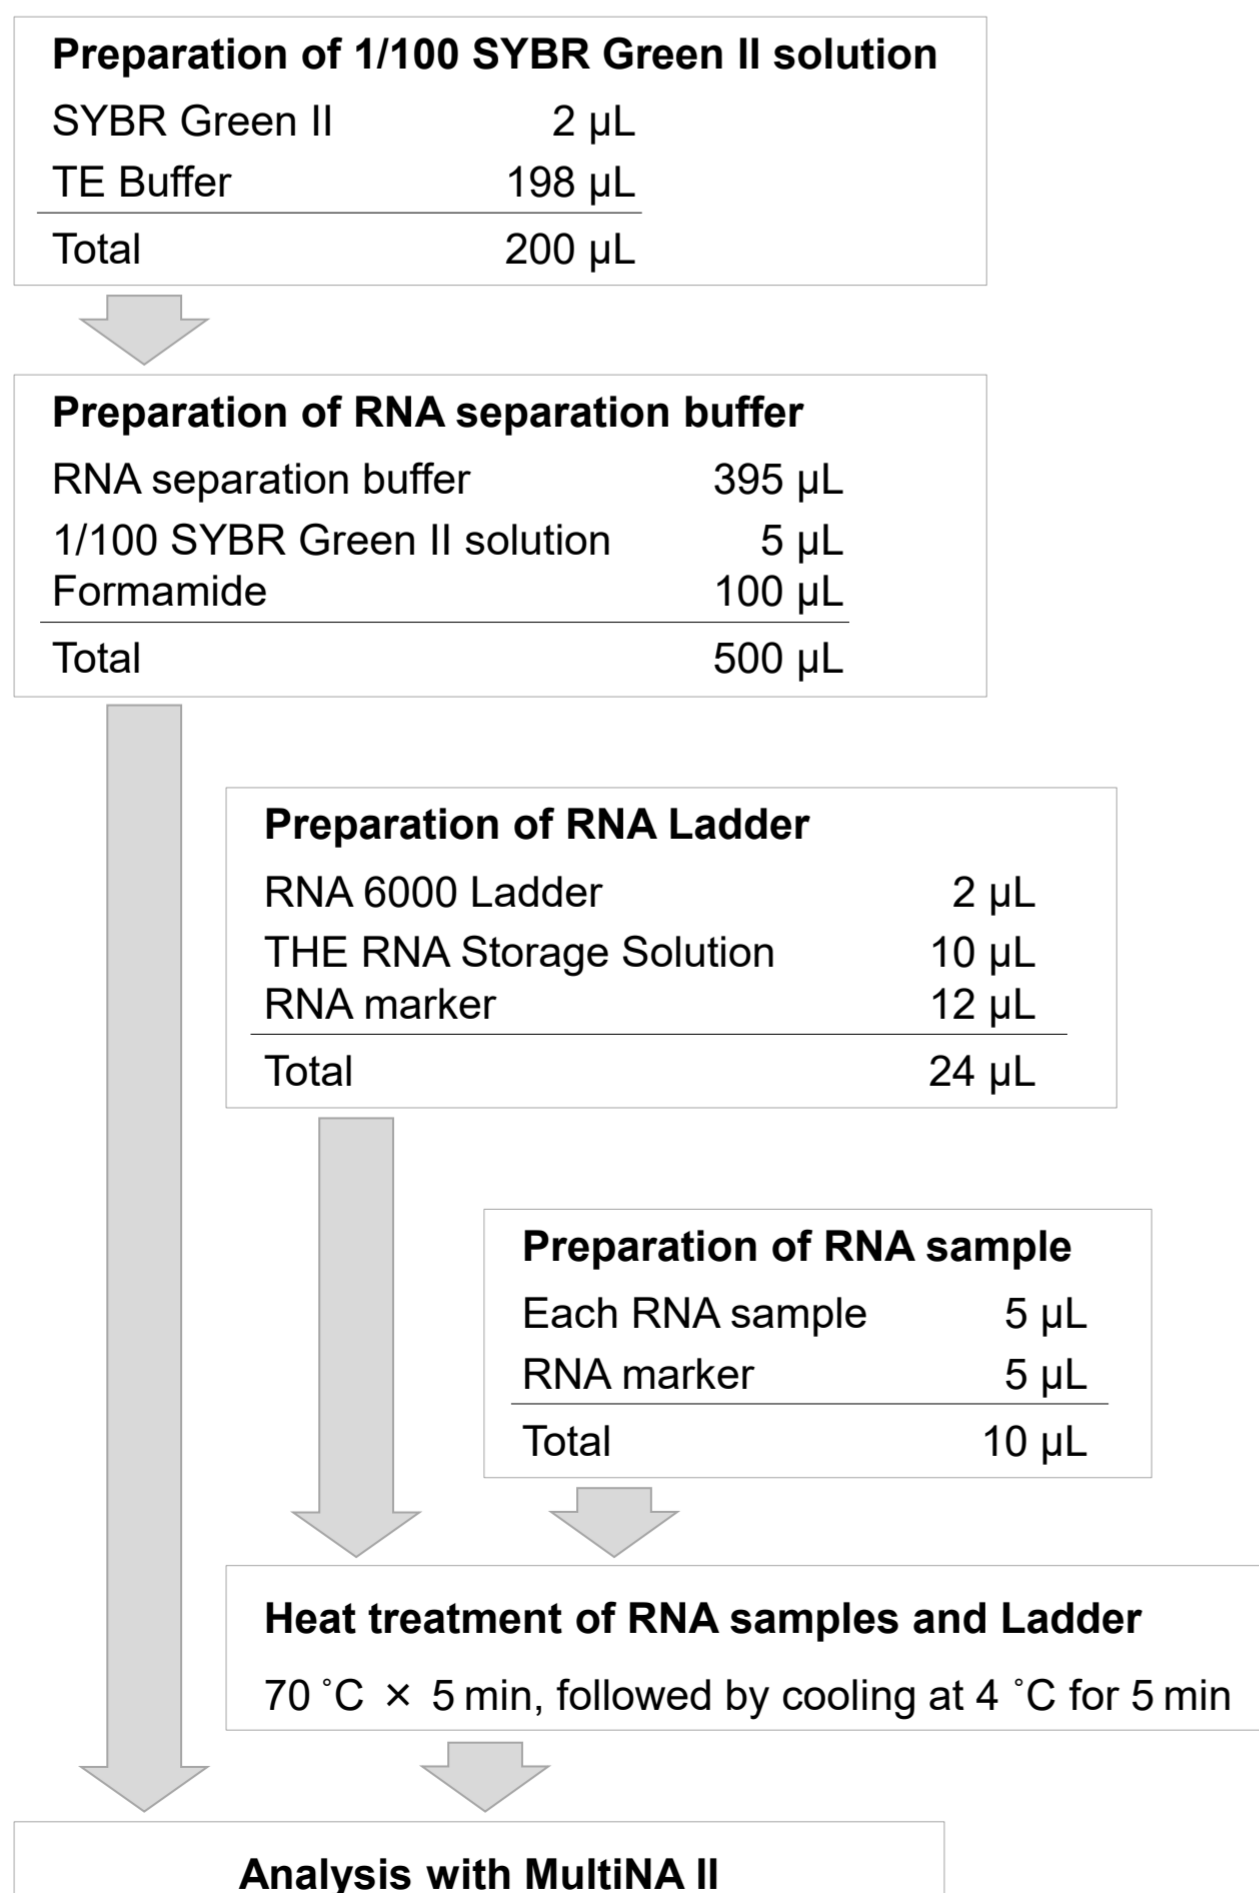 Preparation of 1/100 SYBR Green II solution
SYBR Green II 2 µL
TE Buffer 198 µL
Total 200 µL
Preparation of RNA separation buffer
RNA separation buffer 395 µL
1/100 SYBR Green II solution 5 µL
Formamide 100 µL
Total 500 µL
Preparation of RNA Ladder
RNA 6000 Ladder 2 µL
THE RNA Storage Solution 10 µL
RNA marker 12 µL
Total 24 µL
Preparation of RNA sample
Each RNA sample 5 µL
RNA marker 5 µL
Total 10 µL
Heat treatment of RNA samples and Ladder
70 ˚C × 5 min, followed by cooling at 4 ˚C for 5 min
Analysis with MultiNA II